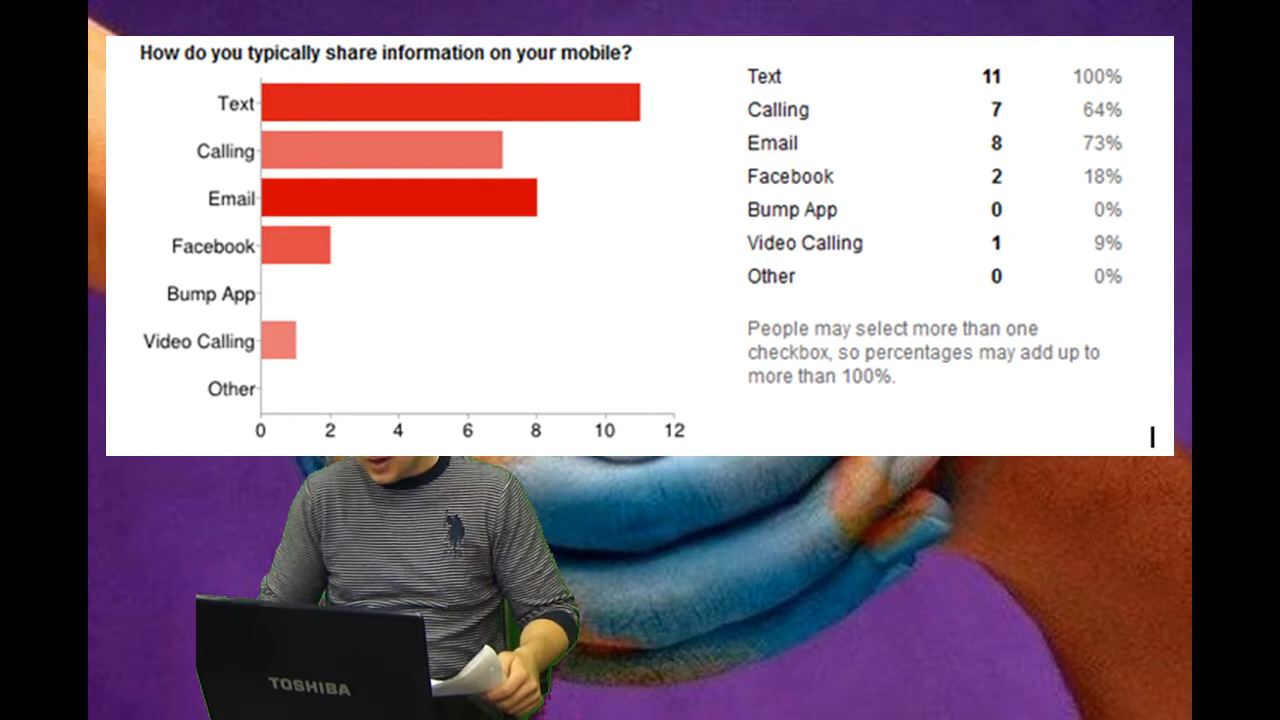 How do you typically share information on your mobile?
Text
Calling
Email
Facebook
Bump App
Video Calling
Other
0 2 4 6 8 10 12
Text 11 100%
Calling 7 64%
Email 8 73%
Facebook 2 18%
Bump App 0 0%
Video Calling 1 9%
Other 0 0%
People may select more than one
checkbox, so percentages may add up to
more than 100%.
TOSHIBA